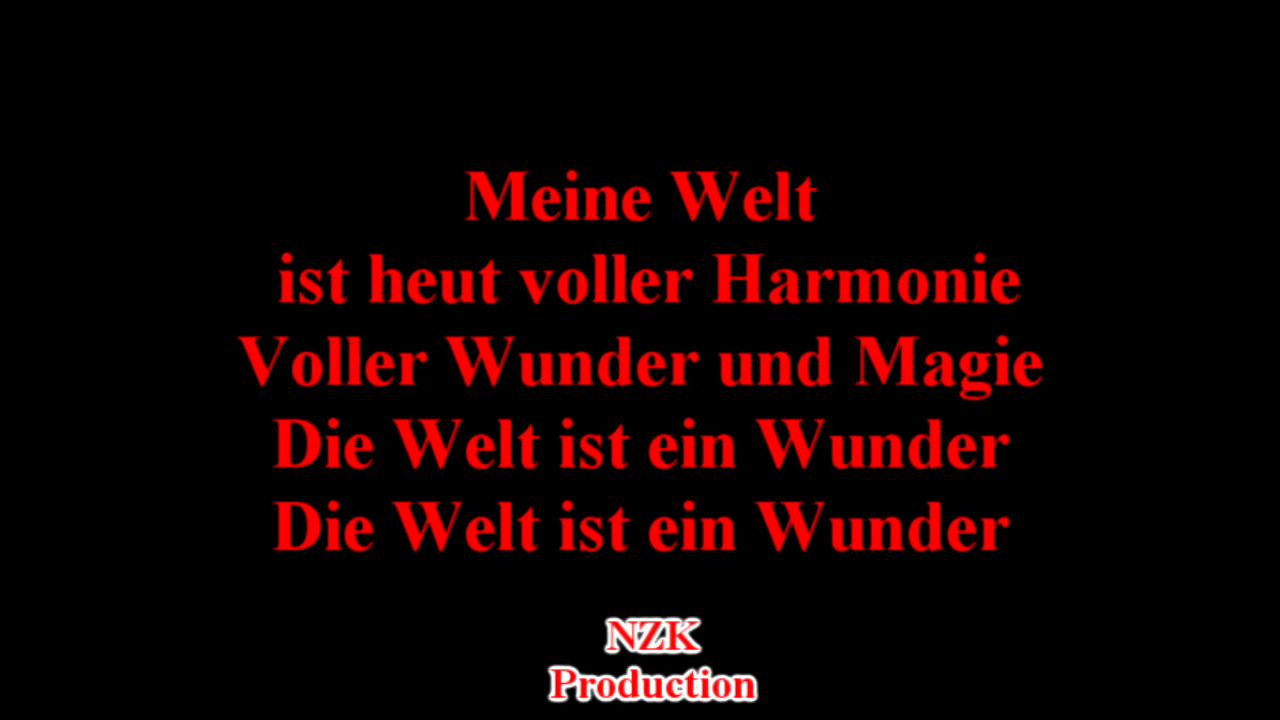 Meine Welt
ist heut voller Harmonie
Voller Wunder und Magie
Die Welt ist ein Wunder
Die Welt ist ein Wunder
NZK
Production